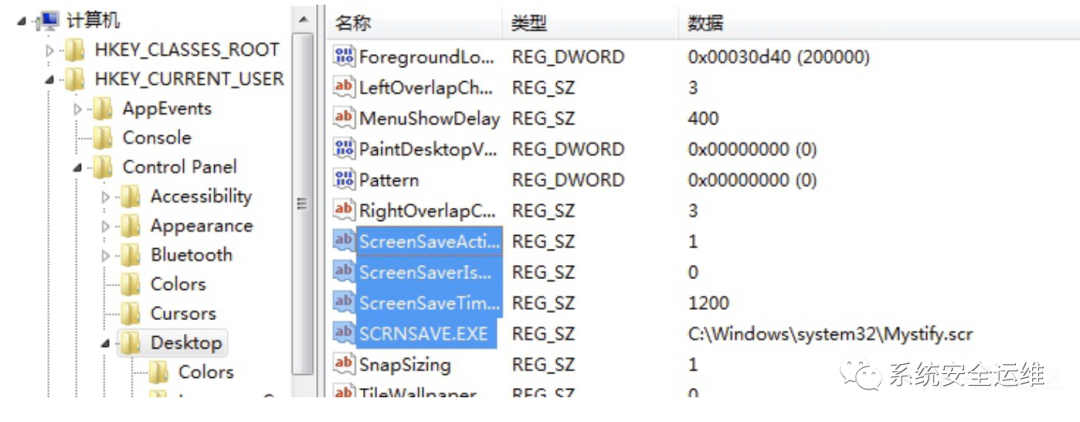 计算机
HKEY_CLASSES_ROOT
HKEY_CURRENT_USER
AppEvents
Console
Control Panel
Accessibility
Appearance
Bluetooth
Colors
Cursors
Desktop
Colors
名称 类型 数据
ForegroundLo... REG_DWORD 0x00030d40 (200000)
LeftOverlapCh... REG_SZ 3
MenuShowDelay REG_SZ 400
PaintDesktopV... REG_DWORD 0x00000000 (0)
Pattern REG_DWORD 0x00000000 (0)
RightOverlapC... REG_SZ 3
ScreenSaveActi... REG_SZ 1
ScreenSaverIs... REG_SZ 0
ScreenSaveTim... REG_SZ 1200
SCRNSAVE.EXE REG_SZ C:\Windows\system32\Mystify.scr
SnapSizing REG_SZ 1
TileWallpaper REG_SZ 0
系统安全运维